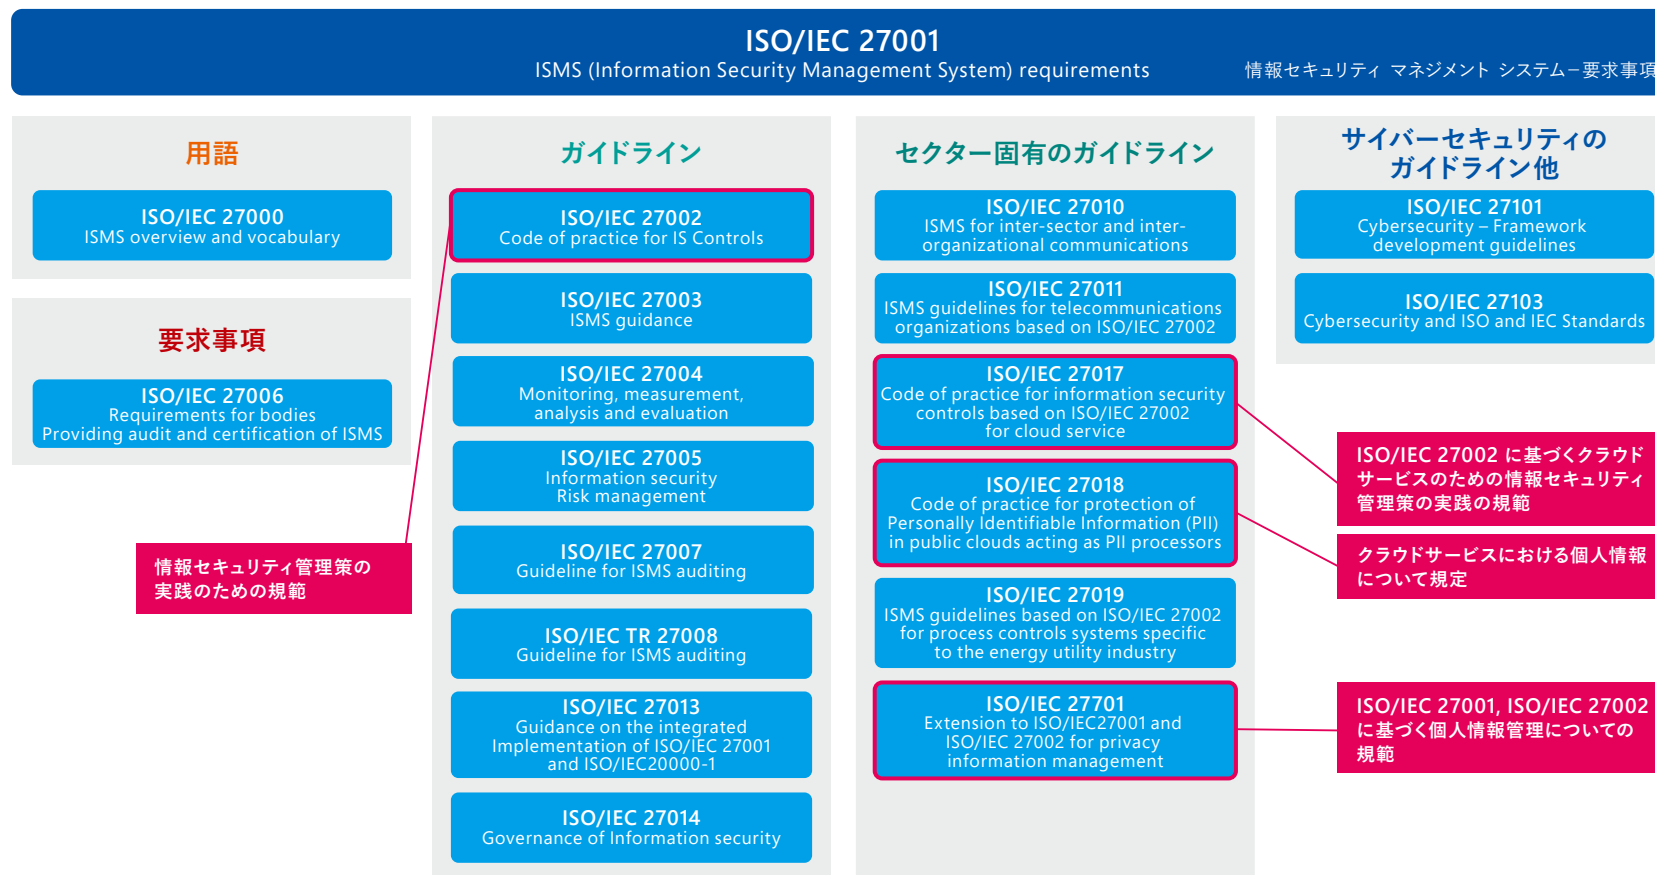 ISO/IEC 27001
ISMS (Information Security Management System) requirements
情報セキュリティ マネジメント システム－要求事項
用語
ISO/IEC 27000
ISMS overview and vocabulary
要求事項
ISO/IEC 27006
Requirements for bodies
Providing audit and certification of ISMS
情報セキュリティ管理策の
実践のための規範
ガイドライン
ISO/IEC 27002
Code of practice for IS Controls
ISO/IEC 27003
ISMS guidance
ISO/IEC 27004
Monitoring, measurement,
analysis and evaluation
ISO/IEC 27005
Information security
Risk management
ISO/IEC 27007
Guideline for ISMS auditing
ISO/IEC TR 27008
Guideline for ISMS auditing
ISO/IEC 27013
Guidance on the integrated
Implementation of ISO/IEC 27001
and ISO/IEC20000-1
ISO/IEC 27014
Governance of Information security
セクター固有のガイドライン
ISO/IEC 27010
ISMS for inter-sector and inter-
organizational communications
ISO/IEC 27011
ISMS guidelines for telecommunications
organizations based on ISO/IEC 27002
ISO/IEC 27017
Code of practice for information security
controls based on ISO/IEC 27002
for cloud service
ISO/IEC 27018
Code of practice for protection of
Personally Identifiable Information (PII)
in public clouds acting as PII processors
ISO/IEC 27019
ISMS guidelines based on ISO/IEC 27002
for process controls systems specific
to the energy utility industry
ISO/IEC 27701
Extension to ISO/IEC27001 and
ISO/IEC 27002 for privacy
information management
サイバーセキュリティの
ガイドライン他
ISO/IEC 27101
Cybersecurity – Framework
development guidelines
ISO/IEC 27103
Cybersecurity and ISO and IEC Standards
ISO/IEC 27002 に基づくクラウド
サービスのための情報セキュリティ
管理策の実践の規範
クラウドサービスにおける個人情報
について規定
ISO/IEC 27001, ISO/IEC 27002
に基づく個人情報管理についての
規範